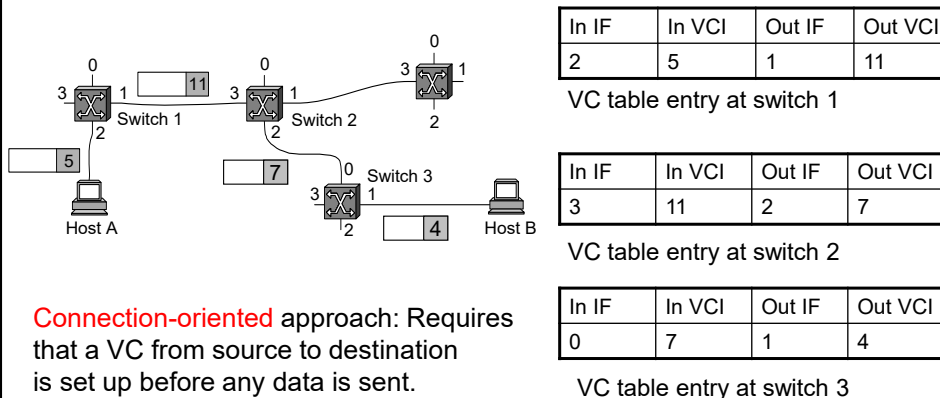 0
3
1
2
Switch 1
11
0
3
1
2
Switch 2
0
3
1
2
5
Host A
7
0
Switch 3
3
1
2
4
Host B
Connection-oriented approach: Requires
that a VC from source to destination
is set up before any data is sent.
In IF In VCI Out IF Out VCI
2 5 1 11
VC table entry at switch 1
In IF In VCI Out IF Out VCI
3 11 2 7
VC table entry at switch 2
In IF In VCI Out IF Out VCI
0 7 1 4
VC table entry at switch 3